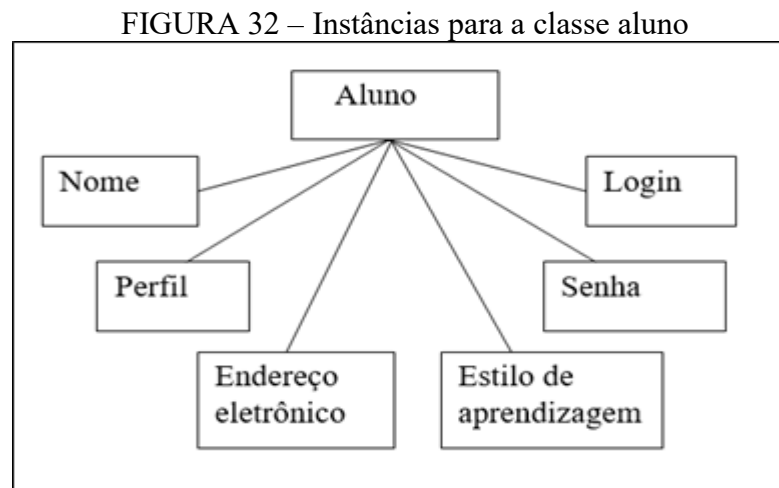 FIGURA 32 – Instâncias para a classe aluno
Aluno
Nome
Login
Perfil
Senha
Endereço
eletrônico
Estilo de
aprendizagem